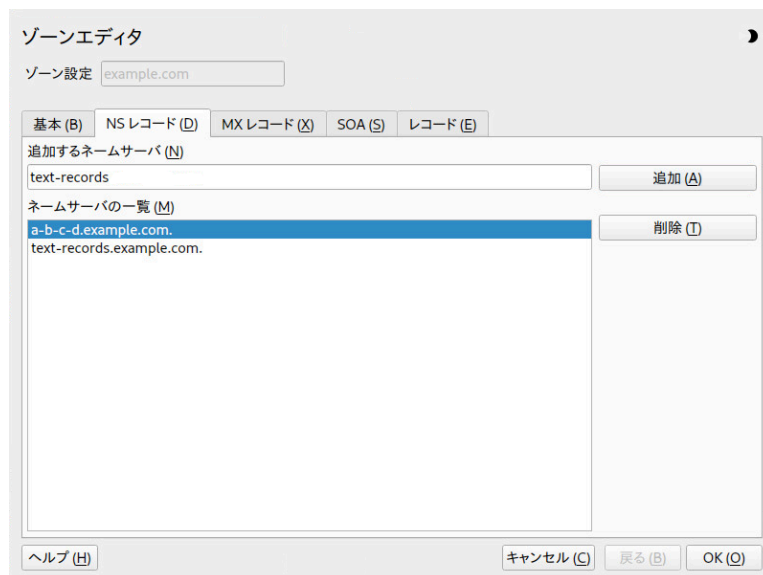 ゾーンエディタ
ゾーン設定 example.com
基本 (B) NS レコード (D) MX レコード (X) SOA (S) レコード (E)
追加するネームサーバ (N)
text-records 追加 (A)
ネームサーバの一覧 (M)
a-b-c-d.example.com. 削除 (T)
text-records.example.com.
ヘルプ (H) キャンセル (C) 戻る (B) OK (O)